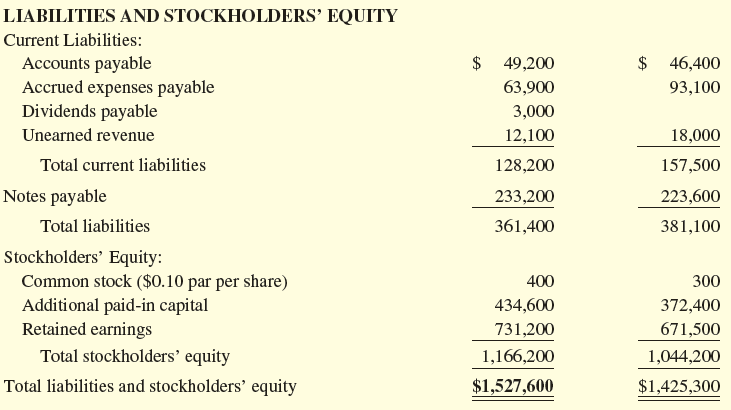 LIABILITIES AND STOCKHOLDERS’ EQUITY
Current Liabilities:
Accounts payable $ 49,200 $ 46,400
Accrued expenses payable 63,900 93,100
Dividends payable 3,000
Unearned revenue 12,100 18,000
Total current liabilities 128,200 157,500
Notes payable 233,200 223,600
Total liabilities 361,400 381,100
Stockholders’ Equity:
Common stock ($0.10 par per share) 400 300
Additional paid-in capital 434,600 372,400
Retained earnings 731,200 671,500
Total stockholders’ equity 1,166,200 1,044,200
Total liabilities and stockholders’ equity $1,527,600 $1,425,300